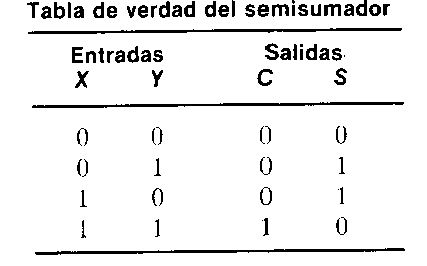 Tabla de verdad del semisumador
Entradas Salidas
X Y C S
0 0 0 0
0 1 0 1
1 0 0 1
1 1 1 0